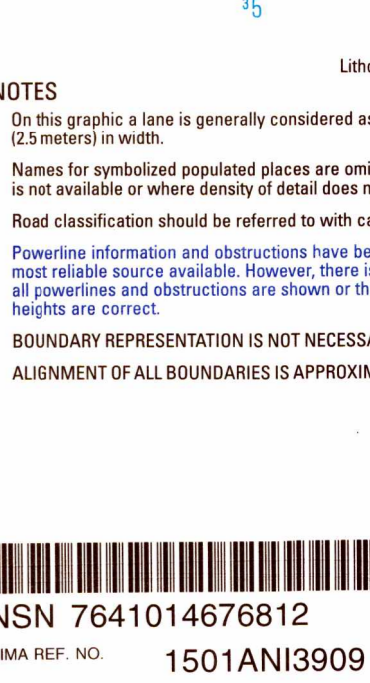 35
Litho
NOTES
On this graphic a lane is generally considered as
(2.5 meters) in width.
Names for symbolized populated places are omi
is not available or where density of detail does n
Road classification should be referred to with ca
Powerline information and obstructions have be
most reliable source available. However, there is
all powerlines and obstructions are shown or th
heights are correct.
BOUNDARY REPRESENTATION IS NOT NECESSA
ALIGNMENT OF ALL BOUNDARIES IS APPROXIM
NSN 7641014676812
IMA REF. NO. 1501ANI3909